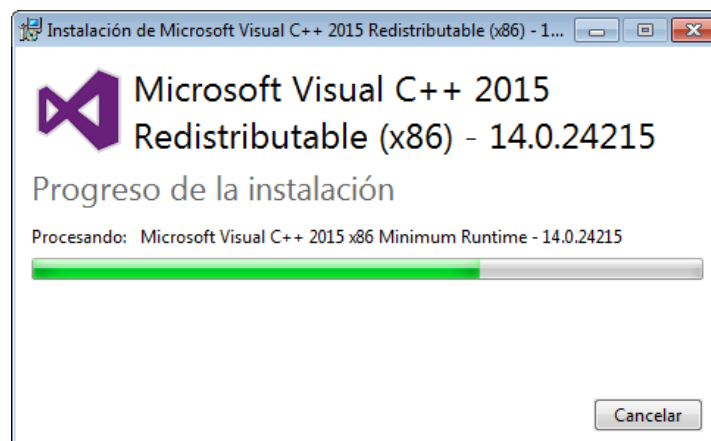 Instalación de Microsoft Visual C++ 2015 Redistributable (x86) - 1...
Microsoft Visual C++ 2015
Redistributable (x86) - 14.0.24215
Progreso de la instalación
Procesando: Microsoft Visual C++ 2015 x86 Minimum Runtime - 14.0.24215
Cancelar